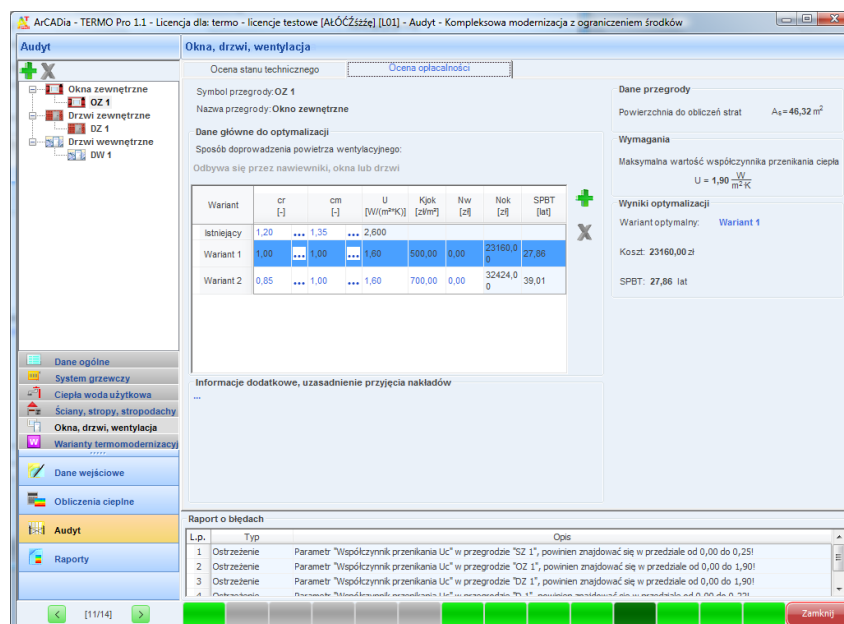 ArCADia - TERMO Pro 1.1 - Licencja dla: termo - licencje testowe [AŁÓĆŹśżźę] [L01] - Audyt - Kompleksowa modernizacja z ograniczeniem środków
Audyt
Okna zewnętrzne
OZ 1
Drzwi zewnętrzne
DZ 1
Drzwi wewnętrzne
DW 1
Dane ogólne
System grzewczy
Ciepła woda użytkowa
Ściany, stropy, stropodachy
Okna, drzwi, wentylacja
Warianty termomodernizacyj
Dane wejściowe
Obliczenia cieplne
Audyt
Raporty
[11/14]
Okna, drzwi, wentylacja
Ocena stanu technicznego Ocena opłacalności
Symbol przegrody: OZ 1
Nazwa przegrody: Okno zewnętrzne
Dane główne do optymalizacji
Sposób doprowadzenia powietrza wentylacyjnego:
Odbywa się przez nawiewniki, okna lub drzwi
Wariant cr [-] cm [-] U [W/(m²*K)] Kjok [zł/m²] Nw [zł] Nok [zł] SPBT [lat]
Istniejący 1,20 ... 1,35 ... 2,600
Wariant 1 1,00 ... 1,00 ... 1,60 500,00 0,00 23160,00 27,86
Wariant 2 0,85 ... 1,00 ... 1,60 700,00 0,00 32424,00 39,01
Informacje dodatkowe, uzasadnienie przyjęcia nakładów
...
Dane przegrody
Powierzchnia do obliczeń strat Ag= 46,32 m²
Wymagania
Maksymalna wartość współczynnika przenikania ciepła
U = 1,90 W/m²·K
Wyniki optymalizacji
Wariant optymalny: Wariant 1
Koszt: 23160,00 zł
SPBT: 27,86 lat
Raport o błędach
L.p. Typ Opis
1 Ostrzeżenie Parametr "Współczynnik przenikania Uc" w przegrodzie "SZ 1", powinien znajdować się w przedziale od 0,00 do 0,25!
2 Ostrzeżenie Parametr "Współczynnik przenikania Uc" w przegrodzie "OZ 1", powinien znajdować się w przedziale od 0,00 do 1,90!
3 Ostrzeżenie Parametr "Współczynnik przenikania Uc" w przegrodzie "DZ 1", powinien znajdować się w przedziale od 0,00 do 1,90!
Zamknij